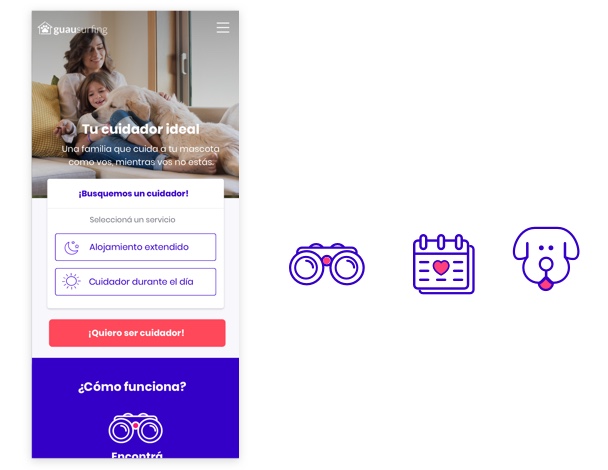 guausurfing
Tu cuidador ideal
Una familia que cuida a tu mascota
como vos, mientras vos no estás.
¡Busquemos un cuidador!
Seleccioná un servicio
Alojamiento extendido
Cuidador durante el día
¡Quiero ser cuidador!
¿Cómo funciona?
Encontrá